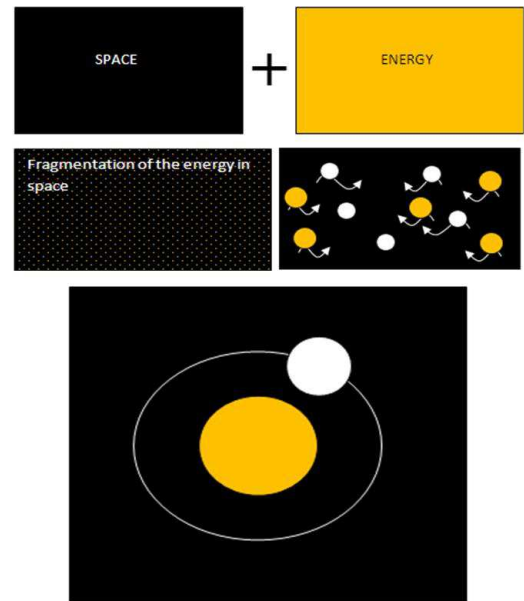 SPACE
+
ENERGY
Fragmentation of the energy in
space